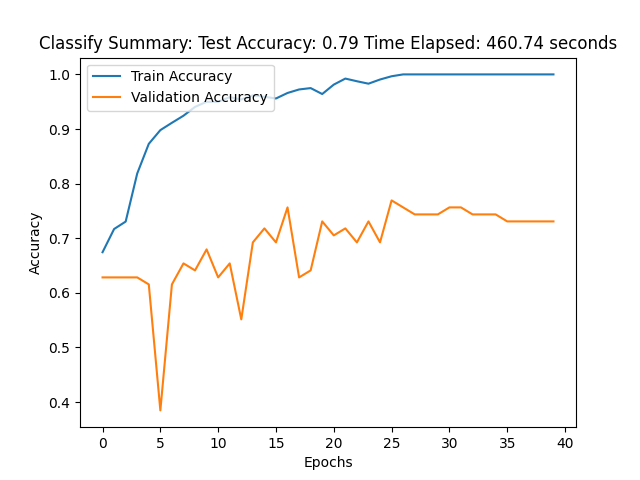 Classify Summary: Test Accuracy: 0.79 Time Elapsed: 460.74 seconds
Train Accuracy
Validation Accuracy
Accuracy
1.0
0.9
0.8
0.7
0.6
0.5
0.4
0 5 10 15 20 25 30 35 40
Epochs